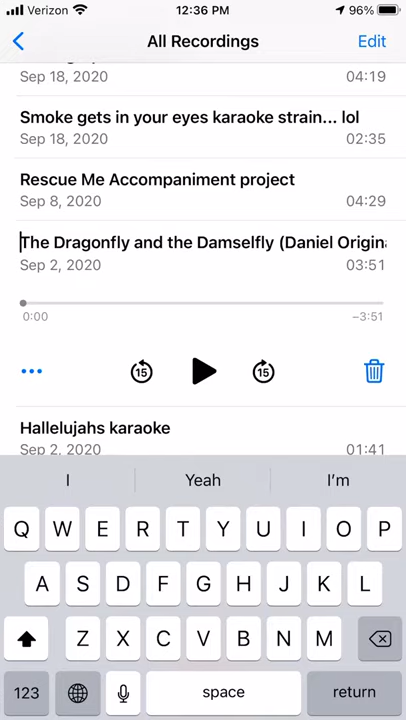 Verizon 12:36 PM 96%
All Recordings Edit
Sep 18, 2020 04:19
Smoke gets in your eyes karaoke strain... lol
Sep 18, 2020 02:35
Rescue Me Accompaniment project
Sep 8, 2020 04:29
The Dragonfly and the Damselfly (Daniel Origina
Sep 2, 2020 03:51
0:00 −3:51
15 15
Hallelujahs karaoke
Sep 2, 2020 01:41
I Yeah I'm
Q W E R T Y U I O P
A S D F G H J K L
Z X C V B N M
123 space return